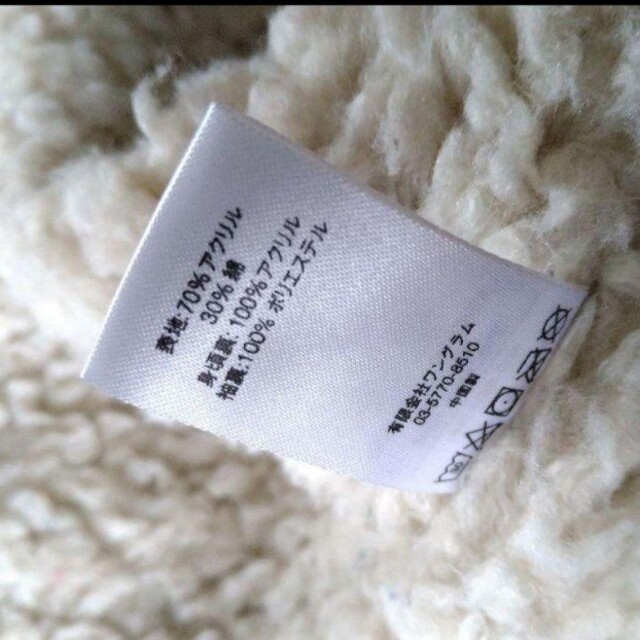 表地:70%アクリル
30% 綿
身頃裏:100%アクリル
袖裏:100% ポリエステル
有限会社ワングラム
03-5770-8510
中国製